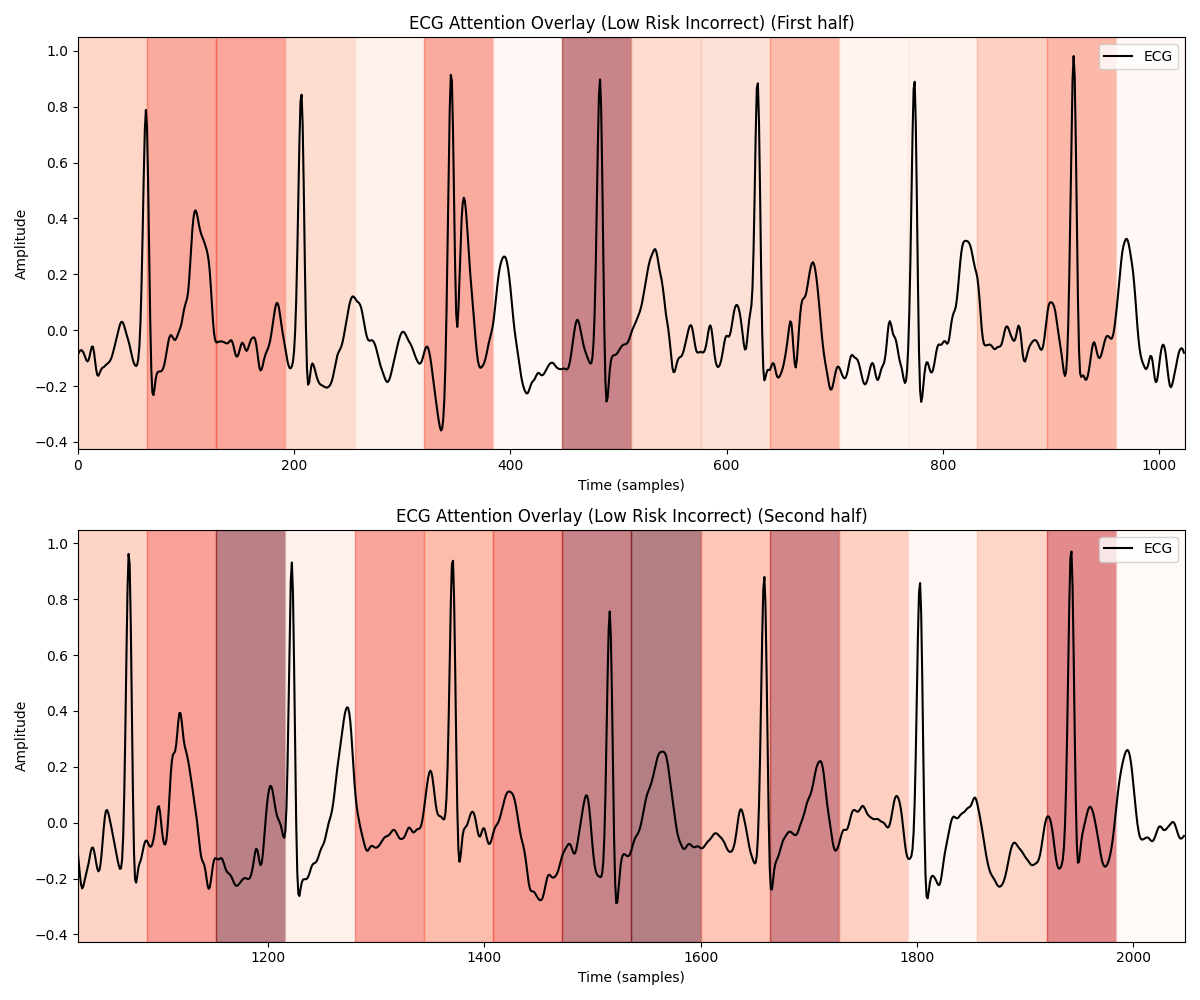 ECG Attention Overlay (Low Risk Incorrect) (First half)
1.0
0.8
0.6
0.4
0.2
0.0
−0.2
−0.4
Amplitude
ECG
0 200 400 600 800 1000
Time (samples)
ECG Attention Overlay (Low Risk Incorrect) (Second half)
1.0
0.8
0.6
0.4
0.2
0.0
−0.2
−0.4
Amplitude
ECG
1200 1400 1600 1800 2000
Time (samples)